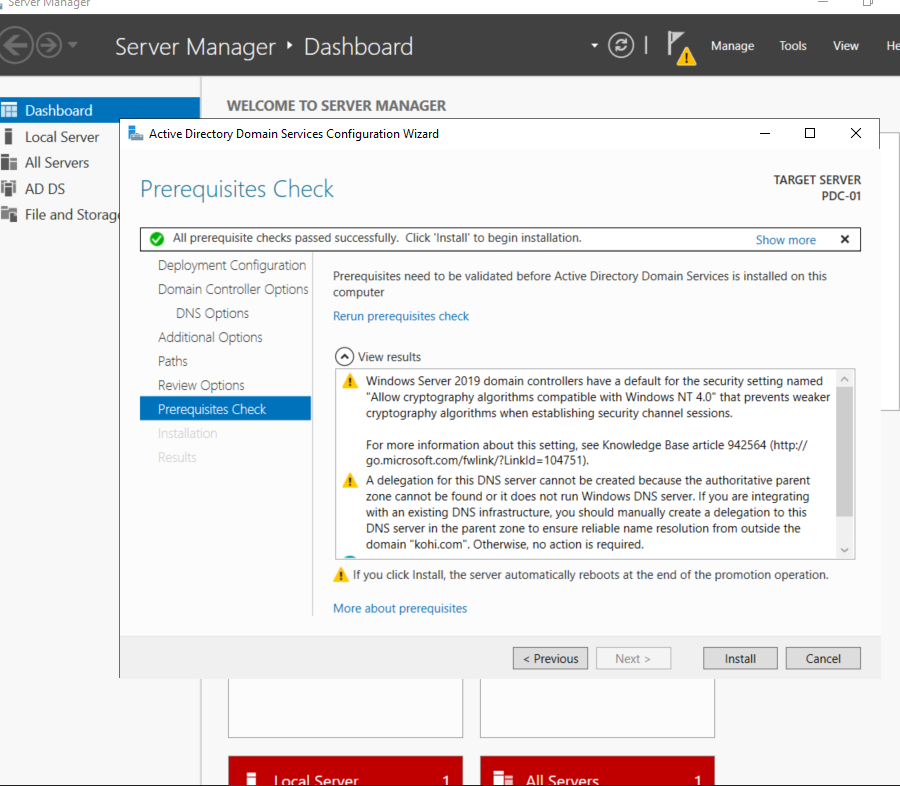 Server Manager
Server Manager ‣ Dashboard
Manage Tools View
Dashboard
Local Server
All Servers
AD DS
File and Storag
WELCOME TO SERVER MANAGER
Active Directory Domain Services Configuration Wizard
Prerequisites Check
TARGET SERVER
PDC-01
All prerequisite checks passed successfully.  Click 'Install' to begin installation.
Show more
Deployment Configuration
Domain Controller Options
DNS Options
Additional Options
Paths
Review Options
Prerequisites Check
Installation
Results
Prerequisites need to be validated before Active Directory Domain Services is installed on this
computer
Rerun prerequisites check
View results
Windows Server 2019 domain controllers have a default for the security setting named
"Allow cryptography algorithms compatible with Windows NT 4.0" that prevents weaker
cryptography algorithms when establishing security channel sessions.
For more information about this setting, see Knowledge Base article 942564 (http://
go.microsoft.com/fwlink/?LinkId=104751).
A delegation for this DNS server cannot be created because the authoritative parent
zone cannot be found or it does not run Windows DNS server. If you are integrating
with an existing DNS infrastructure, you should manually create a delegation to this
DNS server in the parent zone to ensure reliable name resolution from outside the
domain "kohi.com". Otherwise, no action is required.
If you click Install, the server automatically reboots at the end of the promotion operation.
More about prerequisites
< Previous
Next >
Install
Cancel
Local Server 1
All Servers 1